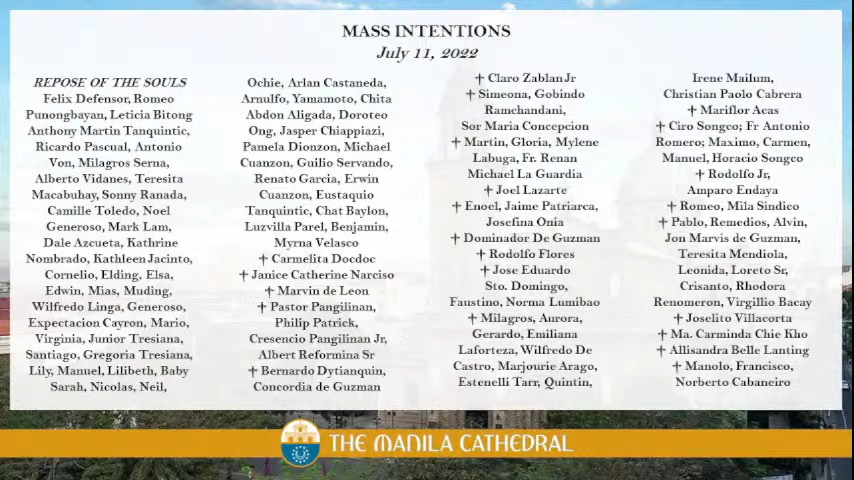 MASS INTENTIONS
July 11, 2022
REPOSE OF THE SOULS
Felix Defensor, Romeo
Punongbayan, Leticia Bitong
Anthony Martin Tanquintic,
Ricardo Pascual, Antonio
Von, Milagros Serna,
Alberto Vidanes, Teresita
Macabuhay, Sonny Ranada,
Camille Toledo, Noel
Generoso, Mark Lam,
Dale Azcueta, Kathrine
Nombrado, Kathleen Jacinto,
Cornelio, Elding, Elsa,
Edwin, Mias, Muding,
Wilfredo Linga, Generoso,
Expectacion Cayron, Mario,
Virginia, Junior Tresiana,
Santiago, Gregoria Tresiana,
Lily, Manuel, Lilibeth, Baby
Sarah, Nicolas, Neil,
Ochie, Arlan Castaneda,
Arnulfo, Yamamoto, Chita
Abdon Aligada, Doroteo
Ong, Jasper Chiappiazi,
Pamela Dionzon, Michael
Cuanzon, Guilio Servando,
Renato Garcia, Erwin
Cuanzon, Eustaquio
Tanquintic, Chat Baylon,
Luzvilla Parel, Benjamin,
Myrna Velasco
✝ Carmelita Docdoc
✝ Janice Catherine Narciso
✝ Marvin de Leon
✝ Pastor Pangilinan,
Philip Patrick,
Cresencio Pangilinan Jr,
Albert Reformina Sr
✝ Bernardo Dytianquin,
Concordia de Guzman
✝ Claro Zablan Jr
✝ Simeona, Gobindo
Ramchandani,
Sor Maria Concepcion
✝ Martin, Gloria, Mylene
Labuga, Fr. Renan
Michael La Guardia
✝ Joel Lazarte
✝ Enoel, Jaime Patriarca,
Josefina Onia
✝ Dominador De Guzman
✝ Rodolfo Flores
✝ Jose Eduardo
Sto. Domingo,
Faustino, Norma Lumibao
✝ Milagros, Aurora,
Gerardo, Emiliana
Laforteza, Wilfredo De
Castro, Marjourie Arago,
Estenelli Tarr, Quintin,
Irene Mailum,
Christian Paolo Cabrera
✝ Mariflor Acas
✝ Ciro Songco; Fr Antonio
Romero; Maximo, Carmen,
Manuel, Horacio Songco
✝ Rodolfo Jr,
Amparo Endaya
✝ Romeo, Mila Sindico
✝ Pablo, Remedios, Alvin,
Jon Marvis de Guzman,
Teresita Mendiola,
Leonida, Loreto Sr,
Crisanto, Rhodora
Renomeron, Virgillio Bacay
✝ Joselito Villacorta
✝ Ma. Carminda Chie Kho
✝ Allisandra Belle Lanting
✝ Manolo, Francisco,
Norberto Cabaneiro
THE MANILA CATHEDRAL